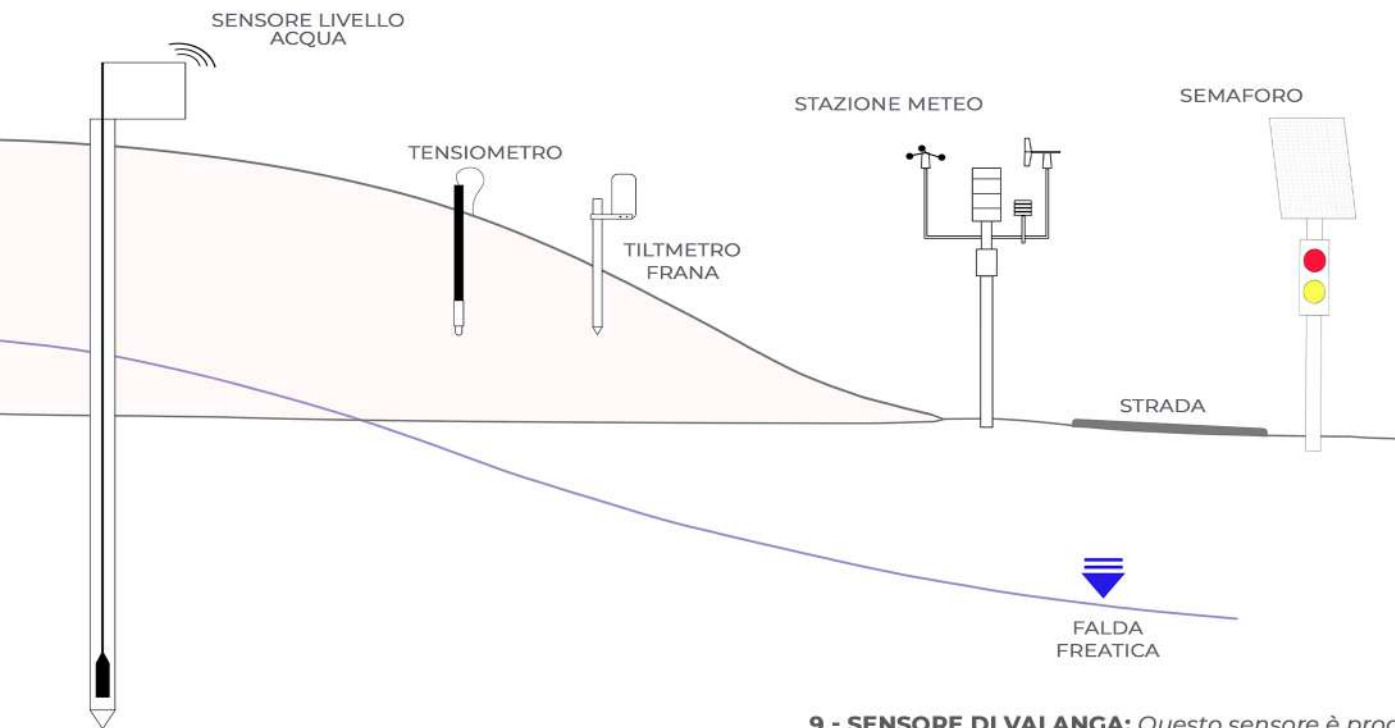 SENSORE LIVELLO
ACQUA
STAZIONE METEO
SEMAFORO
TENSIOMETRO
TILTMETRO
FRANA
STRADA
FALDA
FREATICA
9 - SENSORE DI VALANGA: Questo sensore è